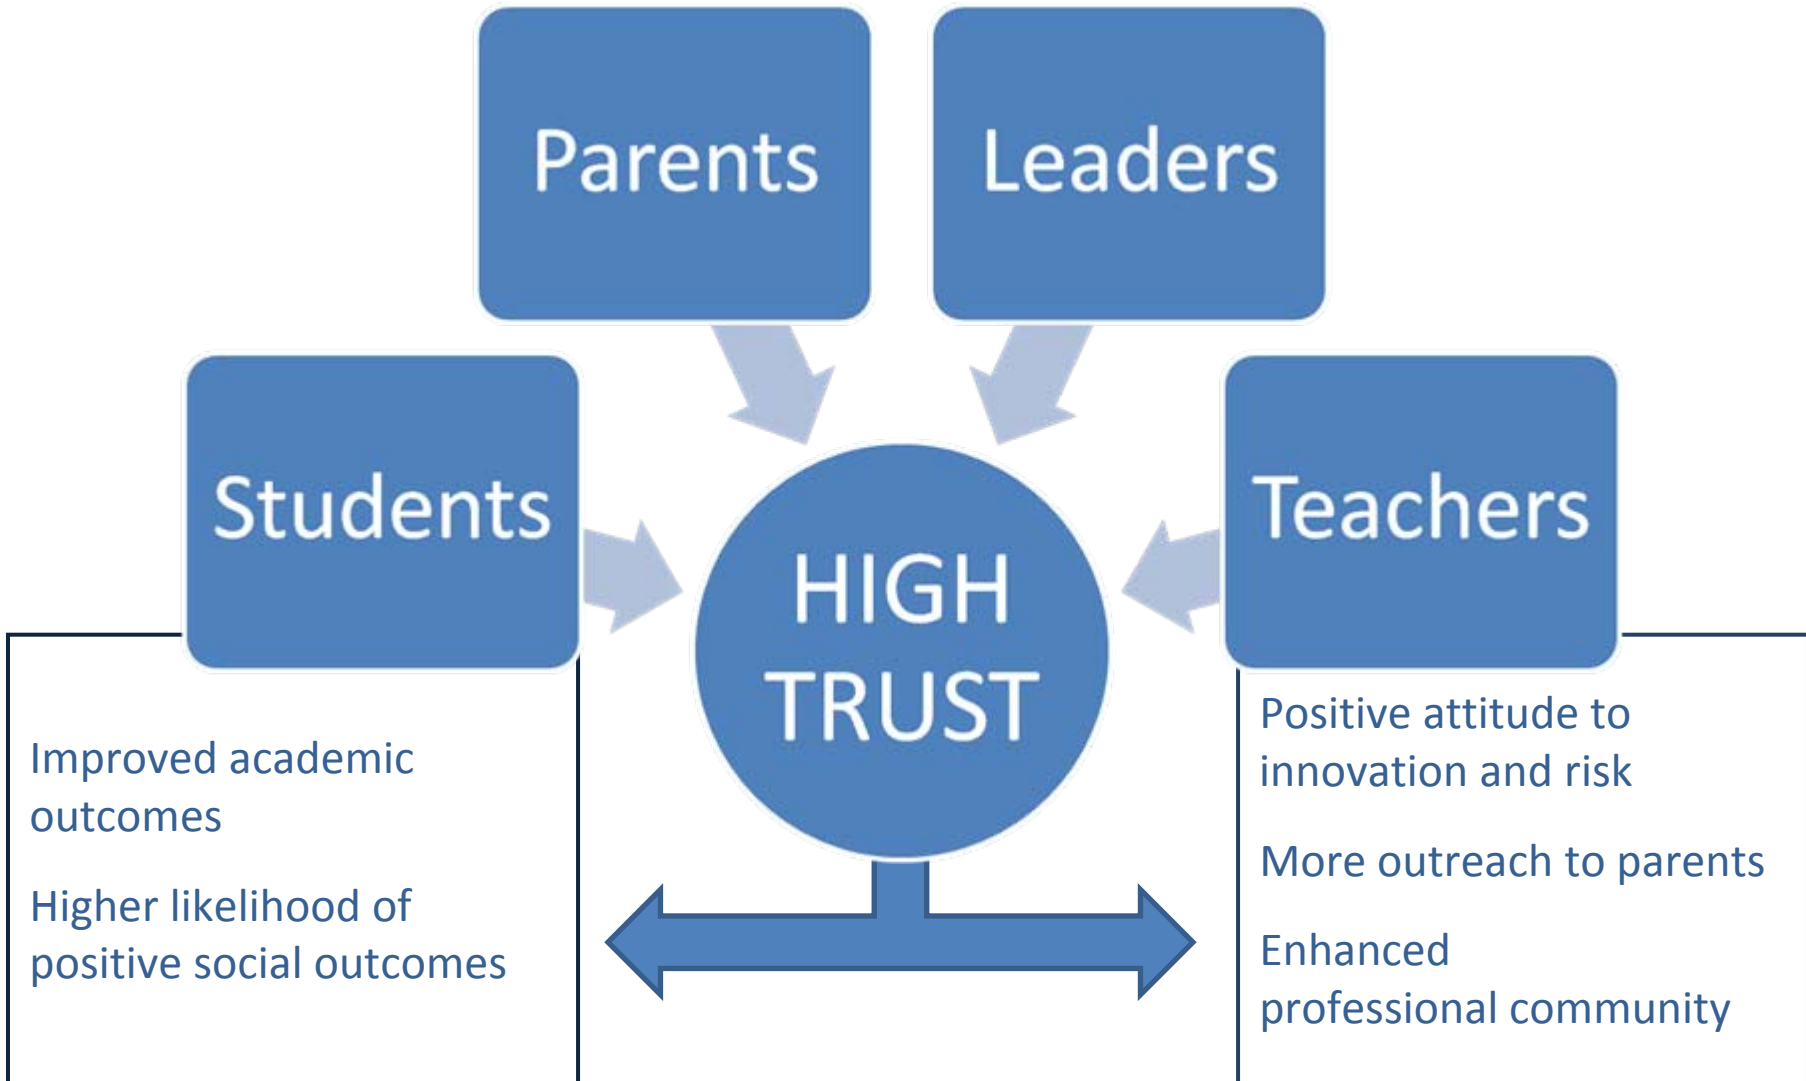 Parents
Leaders
Students
Teachers
HIGH
TRUST
Improved academic
outcomes
Higher likelihood of
positive social outcomes
Positive attitude to
innovation and risk
More outreach to parents
Enhanced
professional community